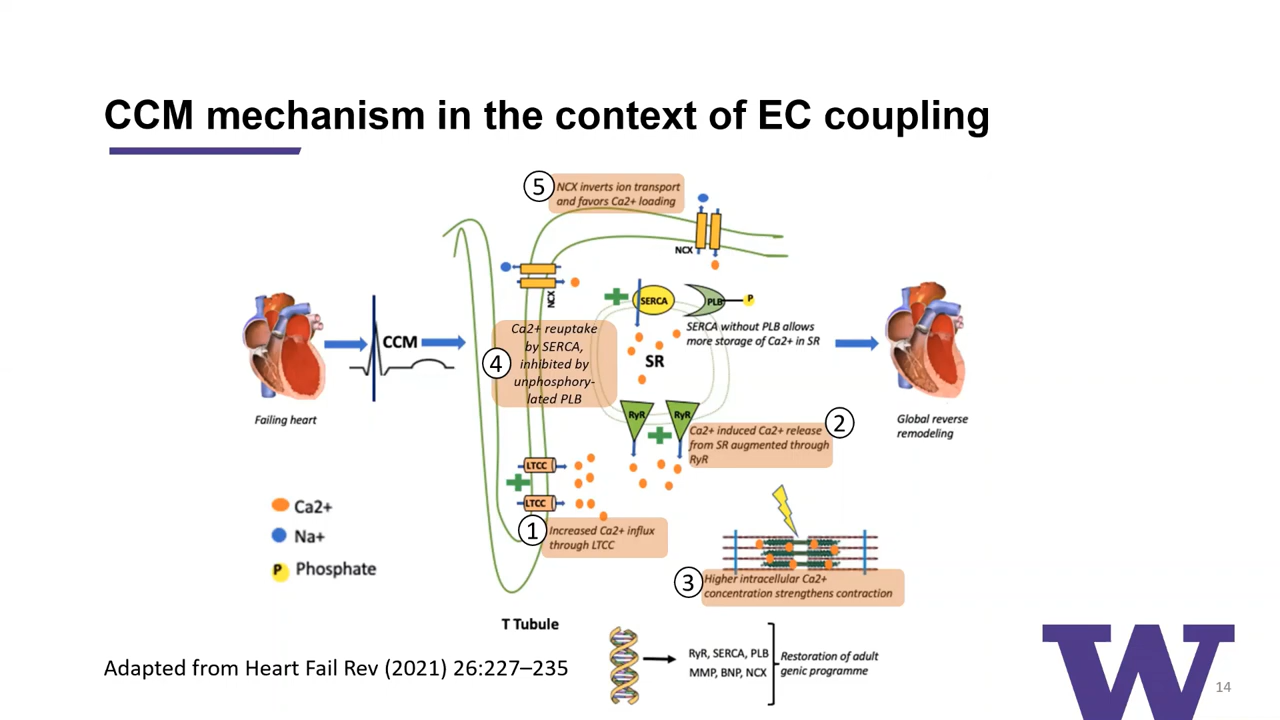 CCM mechanism in the context of EC coupling
5
NCX inverts ion transport
and favors Ca2+ loading
NCX
NCX
SERCA
PLB
P
SERCA without PLB allows
more storage of Ca2+ in SR
CCM
4
Ca2+ reuptake
by SERCA,
inhibited by
unphosphory-
lated PLB
SR
Failing heart
Global reverse
remodeling
RyR
RyR
2
Ca2+ induced Ca2+ release
from SR augmented through
RyR
LTCC
LTCC
1
Increased Ca2+ influx
through LTCC
Ca2+
Na+
P Phosphate
3
Higher intracellular Ca2+
concentration strengthens contraction
T Tubule
RyR, SERCA, PLB
MMP, BNP, NCX
Restoration of adult
genic programme
Adapted from Heart Fail Rev (2021) 26:227–235
W
14